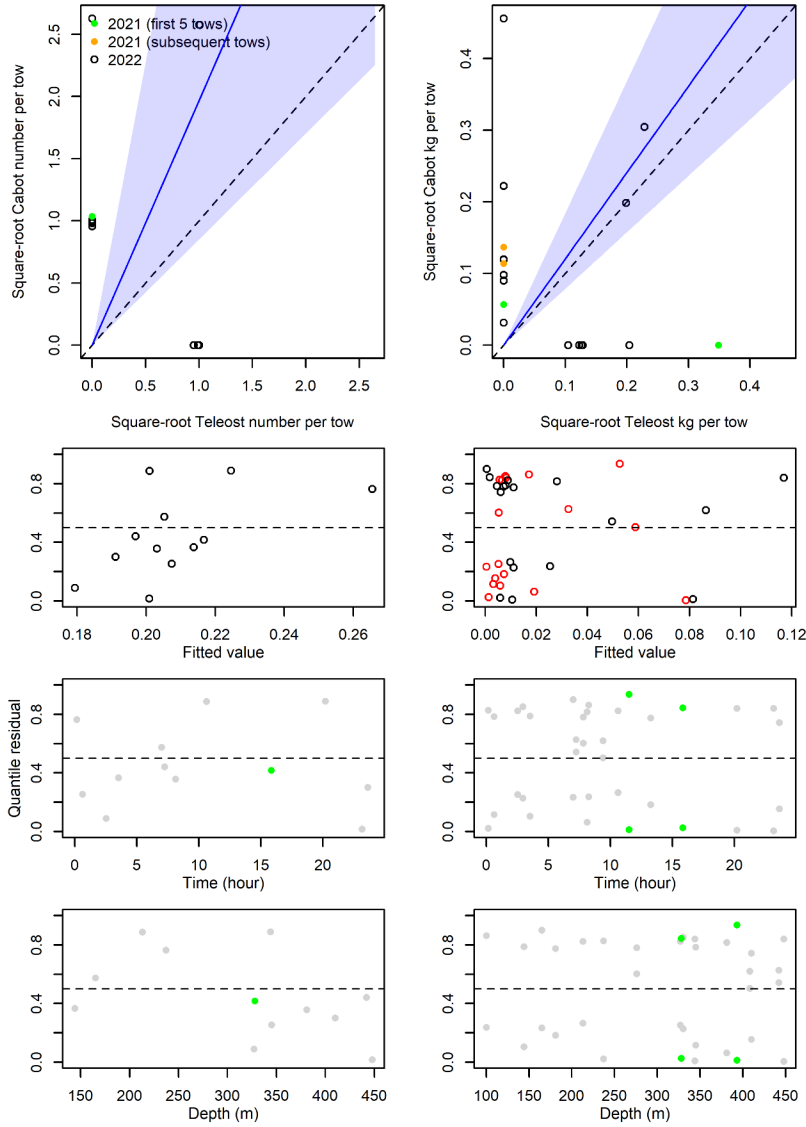 2021 (first 5 tows)
2021 (subsequent tows)
2022
Square-root Cabot number per tow
0.0 0.5 1.0 1.5 2.0 2.5
0.0 0.5 1.0 1.5 2.0 2.5
Square-root Teleost number per tow
Square-root Cabot kg per tow
0.0 0.1 0.2 0.3 0.4
0.0 0.1 0.2 0.3 0.4
Square-root Teleost kg per tow
0.0 0.4 0.8
0.18 0.20 0.22 0.24 0.26
Fitted value
0.0 0.4 0.8
0.00 0.02 0.04 0.06 0.08 0.10 0.12
Fitted value
Quantile residual
0.0 0.4 0.8
0 5 10 15 20
Time (hour)
0.0 0.4 0.8
0 5 10 15 20
Time (hour)
0.0 0.4 0.8
150 200 250 300 350 400 450
Depth (m)
0.0 0.4 0.8
100 150 200 250 300 350 400 450
Depth (m)